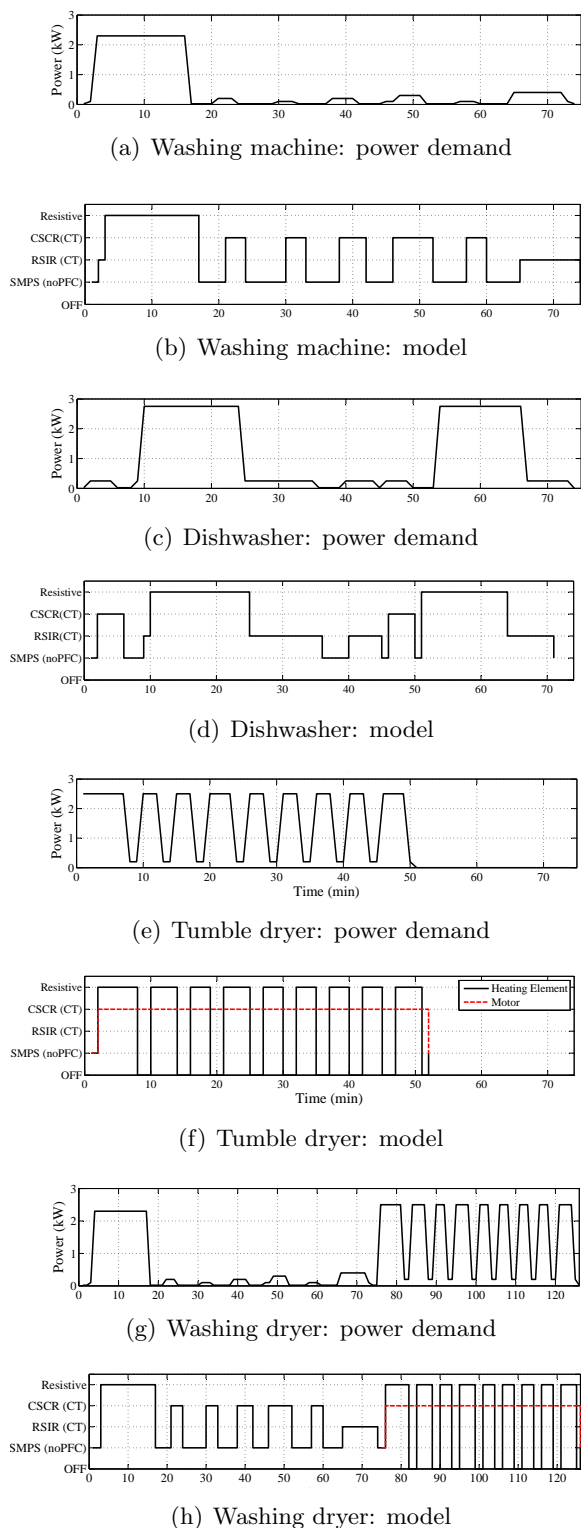 3
2
1
0
Power (kW)
0 10 20 30 40 50 60 70
(a) Washing machine: power demand
Resistive
CSCR(CT)
RSIR (CT)
SMPS (noPFC)
OFF
0 10 20 30 40 50 60 70
(b) Washing machine: model
3
2
1
0
Power (kW)
0 10 20 30 40 50 60 70
(c) Dishwasher: power demand
Resistive
CSCR(CT)
RSIR(CT)
SMPS (noPFC)
OFF
0 10 20 30 40 50 60 70
(d) Dishwasher: model
3
2
1
0
Power (kW)
0 10 20 30 40 50 60 70
Time (min)
(e) Tumble dryer: power demand
Resistive
CSCR (CT)
RSIR (CT)
SMPS (noPFC)
OFF
Heating Element
Motor
0 10 20 30 40 50 60 70
Time (min)
(f) Tumble dryer: model
3
2
1
0
Power (kW)
0 10 20 30 40 50 60 70 80 90 100 110 120
(g) Washing dryer: power demand
Resistive
CSCR (CT)
RSIR (CT)
SMPS (noPFC)
OFF
0 10 20 30 40 50 60 70 80 90 100 110 120
(h) Washing dryer: model